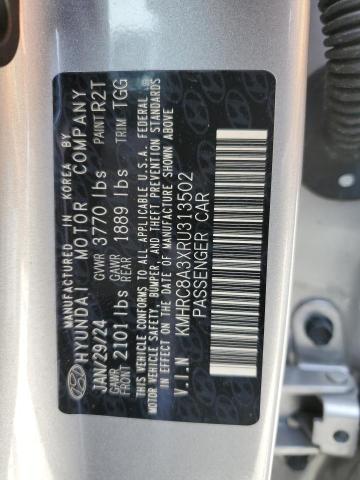 MANUFACTURED IN KOREA BY
HYUNDAI MOTOR COMPANY
JAN/29/24 GVWR 3770 lbs PAINT R2T
GAWR FRONT 2101 lbs GAWR REAR 1889 lbs TRIM TGG
THIS VEHICLE CONFORMS TO ALL APPLICABLE U.S.A. FEDERAL
MOTOR VEHICLE SAFETY, BUMPER AND THEFT PREVENTION STANDARDS
IN EFFECT ON THE DATE OF MANUFACTURE SHOWN ABOVE.
V.I.N KMHRC8A3XRU313502
PASSENGER CAR